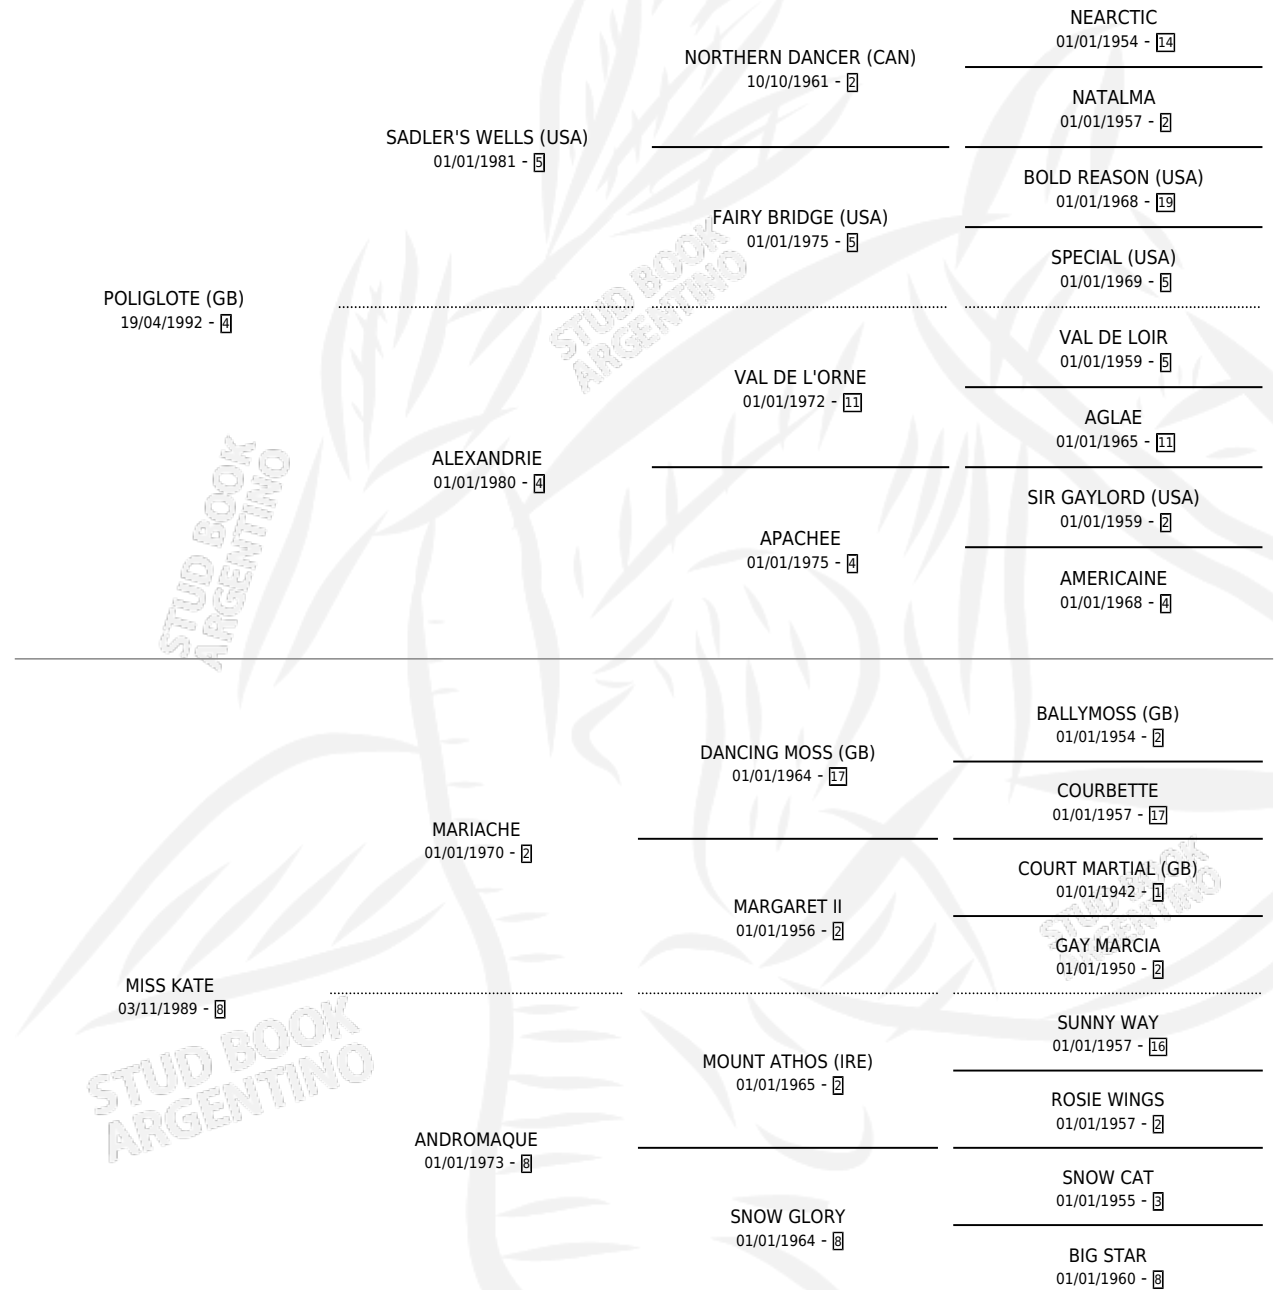 POLIGLOTE (GB)
19/04/1992 - 4
SADLER'S WELLS (USA)
01/01/1981 - 5
NORTHERN DANCER (CAN)
10/10/1961 - 2
NEARCTIC
01/01/1954 - 14
NATALMA
01/01/1957 - 2
FAIRY BRIDGE (USA)
01/01/1975 - 5
BOLD REASON (USA)
01/01/1968 - 19
SPECIAL (USA)
01/01/1969 - 5
ALEXANDRIE
01/01/1980 - 4
VAL DE L'ORNE
01/01/1972 - 11
VAL DE LOIR
01/01/1959 - 5
AGLAE
01/01/1965 - 11
APACHEE
01/01/1975 - 4
SIR GAYLORD (USA)
01/01/1959 - 2
AMERICAINE
01/01/1968 - 4
MISS KATE
03/11/1989 - 8
MARIACHE
01/01/1970 - 2
DANCING MOSS (GB)
01/01/1964 - 17
BALLYMOSS (GB)
01/01/1954 - 2
COURBETTE
01/01/1957 - 17
MARGARET II
01/01/1956 - 2
COURT MARTIAL (GB)
01/01/1942 - 1
GAY MARCIA
01/01/1950 - 2
ANDROMAQUE
01/01/1973 - 8
MOUNT ATHOS (IRE)
01/01/1965 - 2
SUNNY WAY
01/01/1957 - 16
ROSIE WINGS
01/01/1957 - 2
SNOW GLORY
01/01/1964 - 8
SNOW CAT
01/01/1955 - 3
BIG STAR
01/01/1960 - 8
STUD BOOK
ARGENTINO
STUD BOOK
ARGENTINO
STUD BOOK
ARGENTINO
STUD BOOK
ARGENTINO